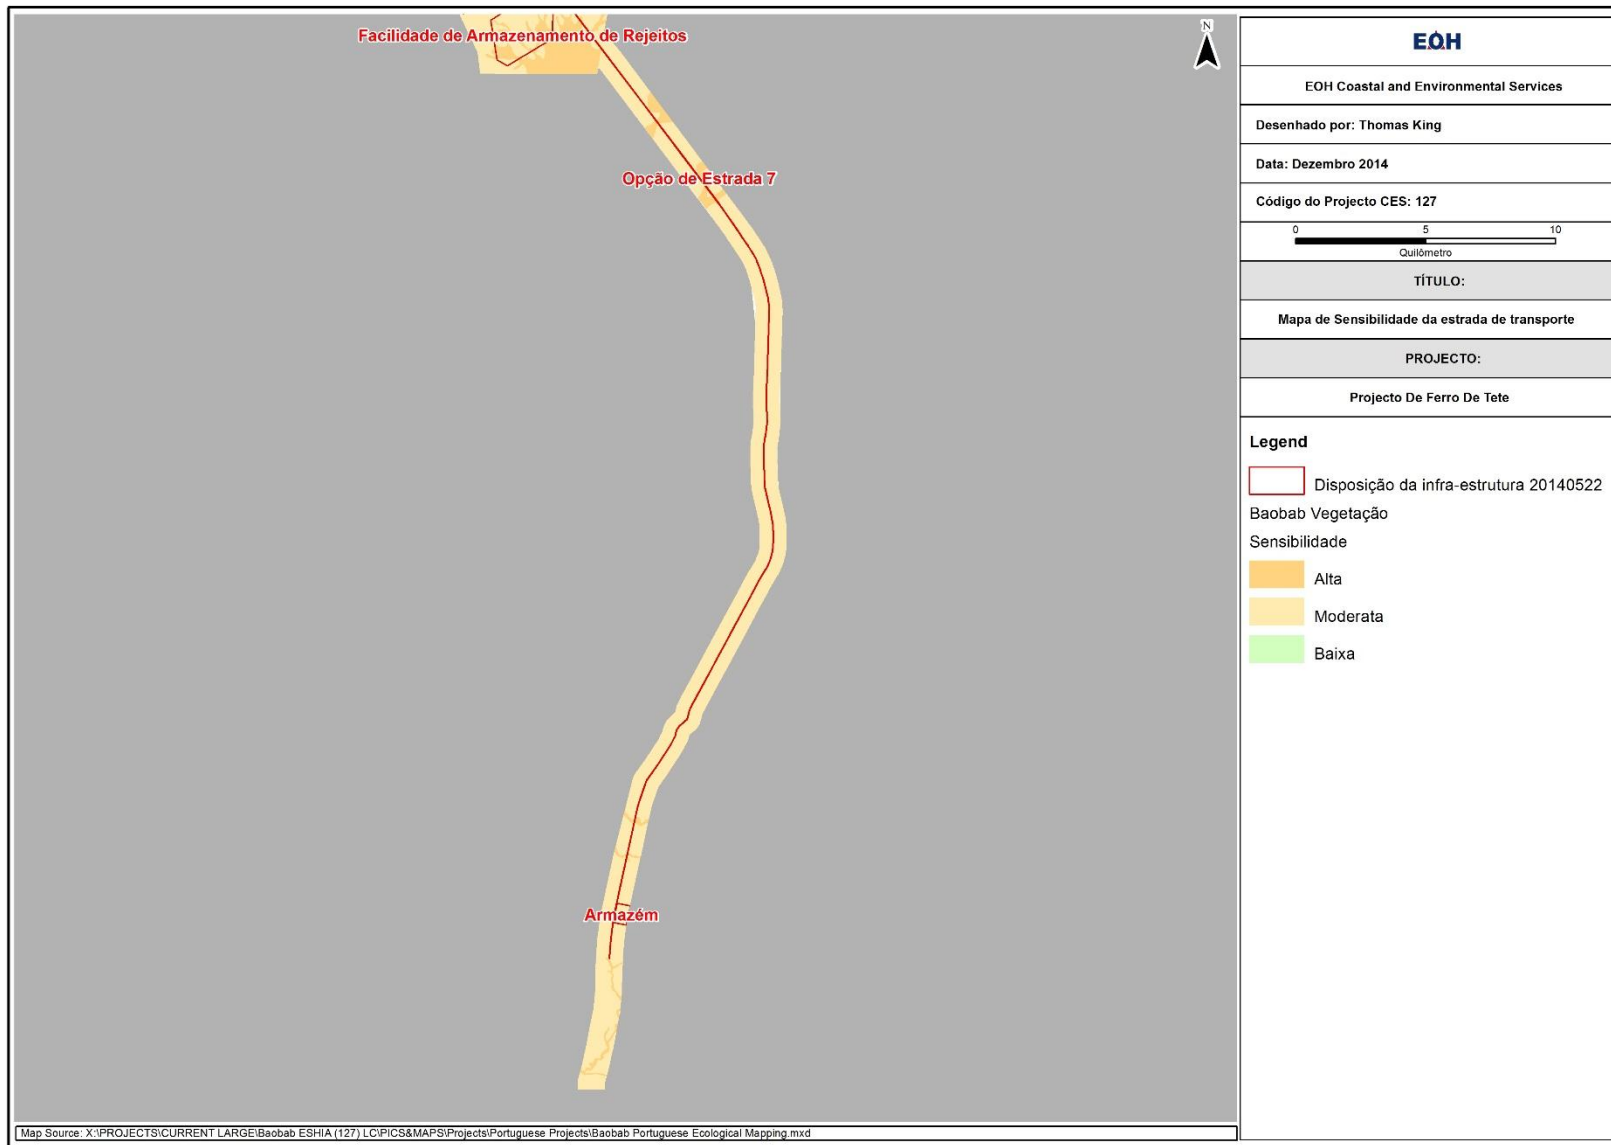 Facilidade de Armazenamento de Rejeitos
Opção de Estrada 7
Armazém
N
EOH
EOH Coastal and Environmental Services
Desenhado por: Thomas King
Data: Dezembro 2014
Código do Projecto CES: 127
0 5 10
Quilômetro
TÍTULO:
Mapa de Sensibilidade da estrada de transporte
PROJECTO:
Projecto De Ferro De Tete
Legend
Disposição da infra-estrutura 20140522
Baobab Vegetação
Sensibilidade
Alta
Moderata
Baixa
Map Source: X:\PROJECTS\CURRENT LARGE\Baobab ESHIA (127) LC\PICS&MAPS\Projects\Portuguese Projects\Baobab Portuguese Ecological Mapping.mxd